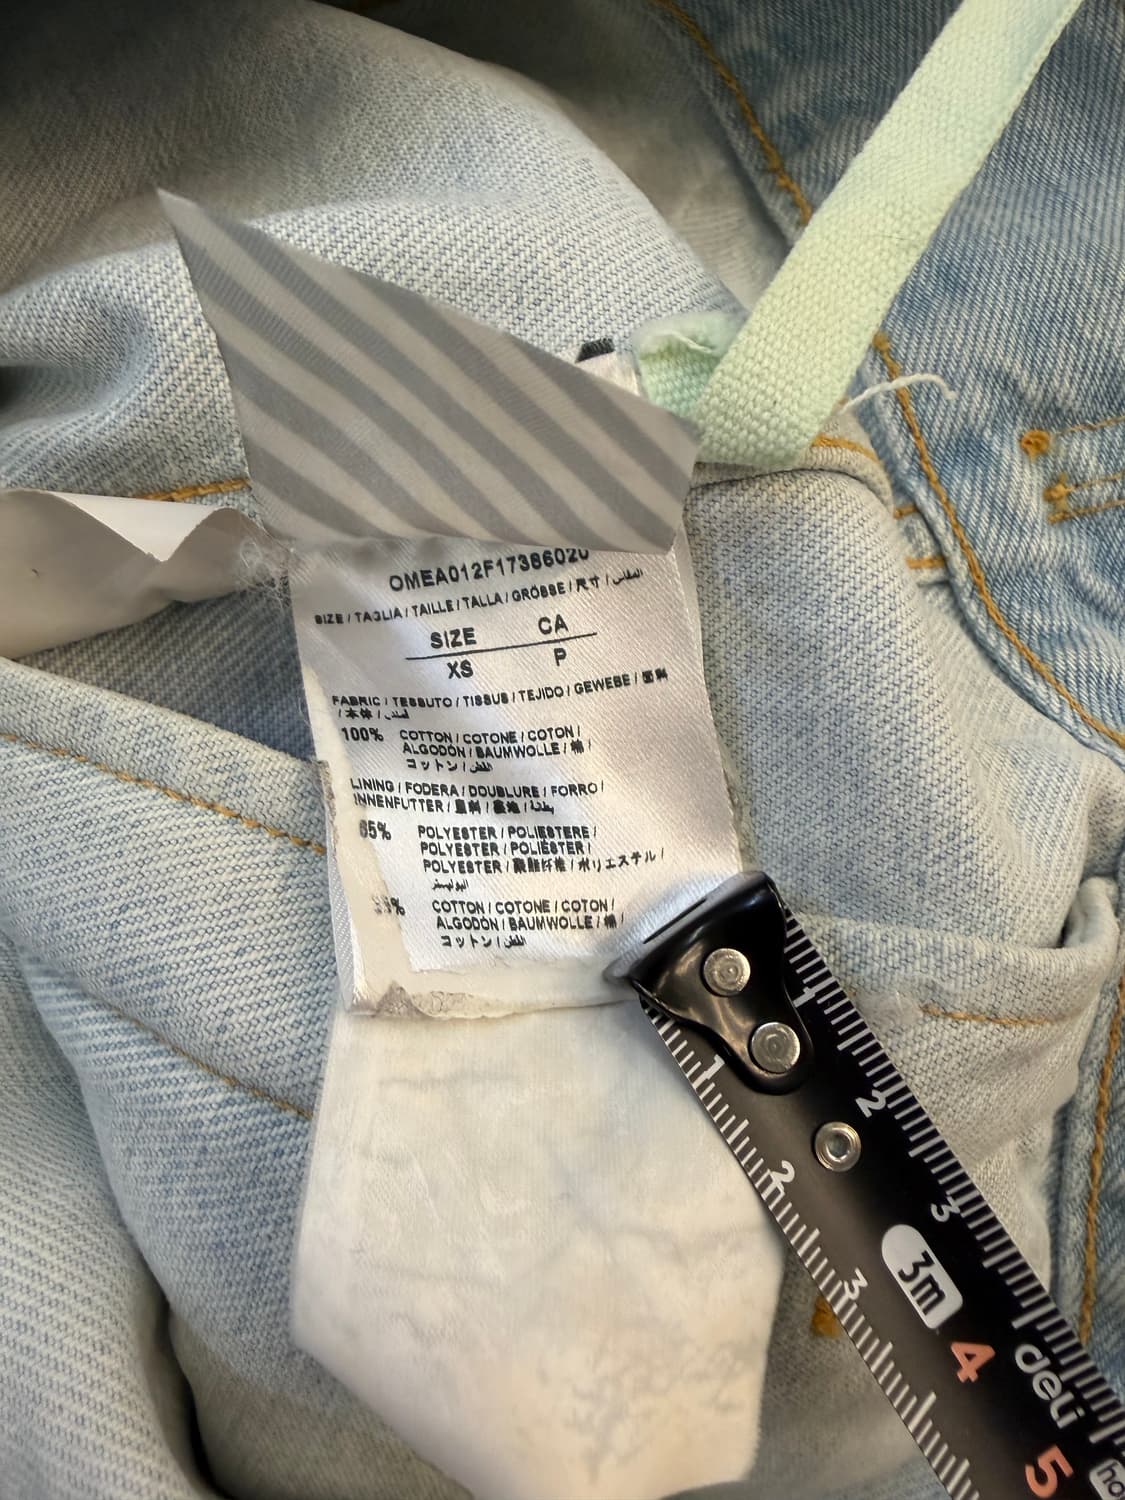 OMEA012F17386020
SIZE / TAGLIA / TAILLE / TALLA / GRÖSSE / 尺寸 / المقاس
SIZE CA
XS P
FABRIC / TESSUTO / TISSUS / TEJIDO / GEWEBE / 面料
/ 本体 / قماش
100% COTTON / COTONE / COTON /
ALGODÓN / BAUMWOLLE / 棉 /
コットン / القطن
LINING / FODERA / DOUBLURE / FORRO /
INNENFUTTER / 里料 / 裏地 / بطانة
65% POLYESTER / POLIESTERE /
POLYESTER / POLIÉSTER /
POLYESTER / 聚酯纤维 / ポリエステル /
البوليستر
COTTON / COTONE / COTON /
ALGODÓN / BAUMWOLLE / 棉 /
コットン / القطن
1
1
2
2
3
3
3m
4
deli
5